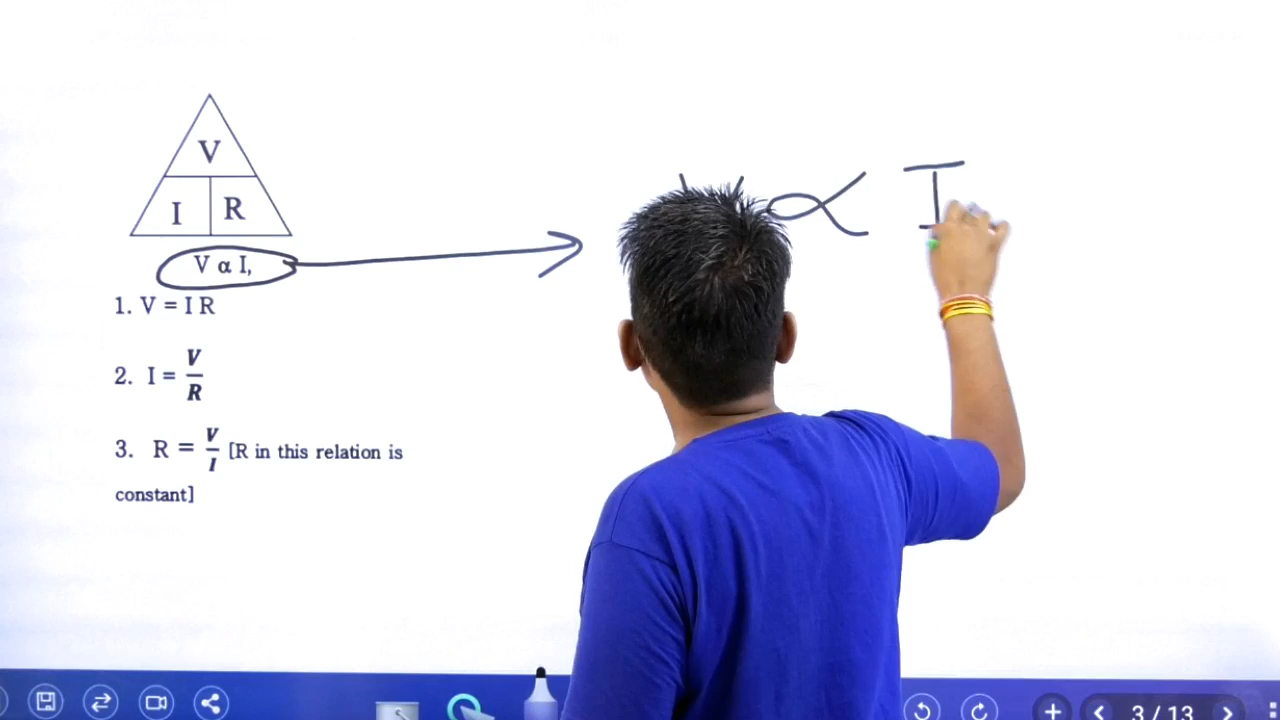 V
I R
V α I,
1. V = I R
2. I = V/R
3. R = V/I [R in this relation is
constant]
∝ I
3 / 13